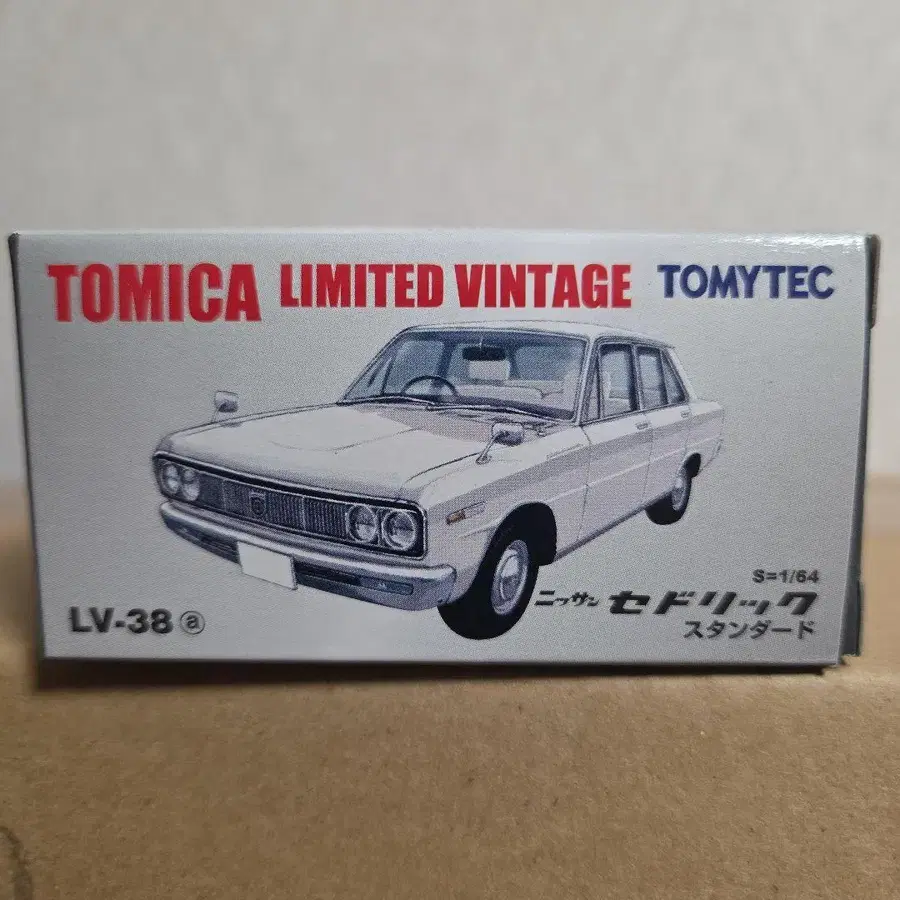 TOMICA LIMITED VINTAGE TOMYTEC
S=1/64
LV-38 ⓐ ニッサン セドリック
スタンダード